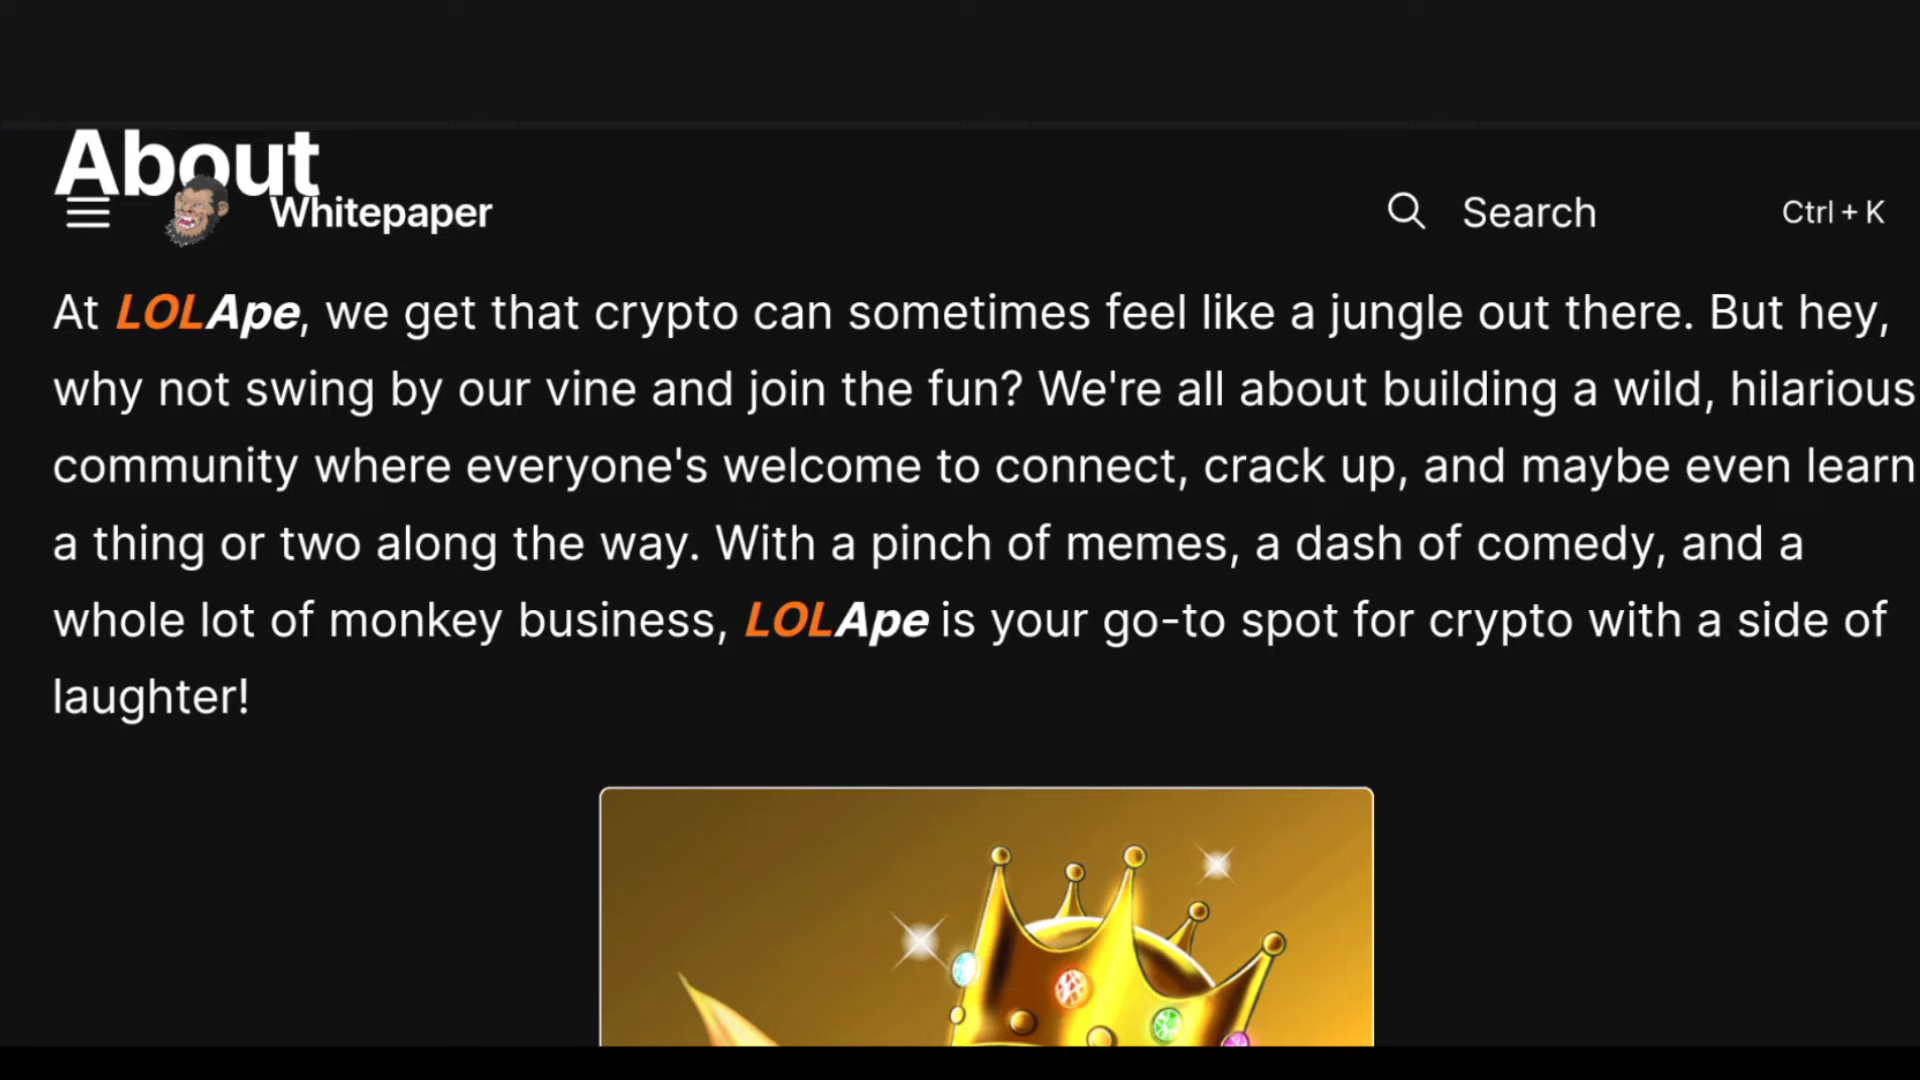 About
Whitepaper
Search
Ctrl + K
At LOLApe, we get that crypto can sometimes feel like a jungle out there. But hey,
why not swing by our vine and join the fun? We're all about building a wild, hilarious
community where everyone's welcome to connect, crack up, and maybe even learn
a thing or two along the way. With a pinch of memes, a dash of comedy, and a
whole lot of monkey business, LOLApe is your go-to spot for crypto with a side of
laughter!